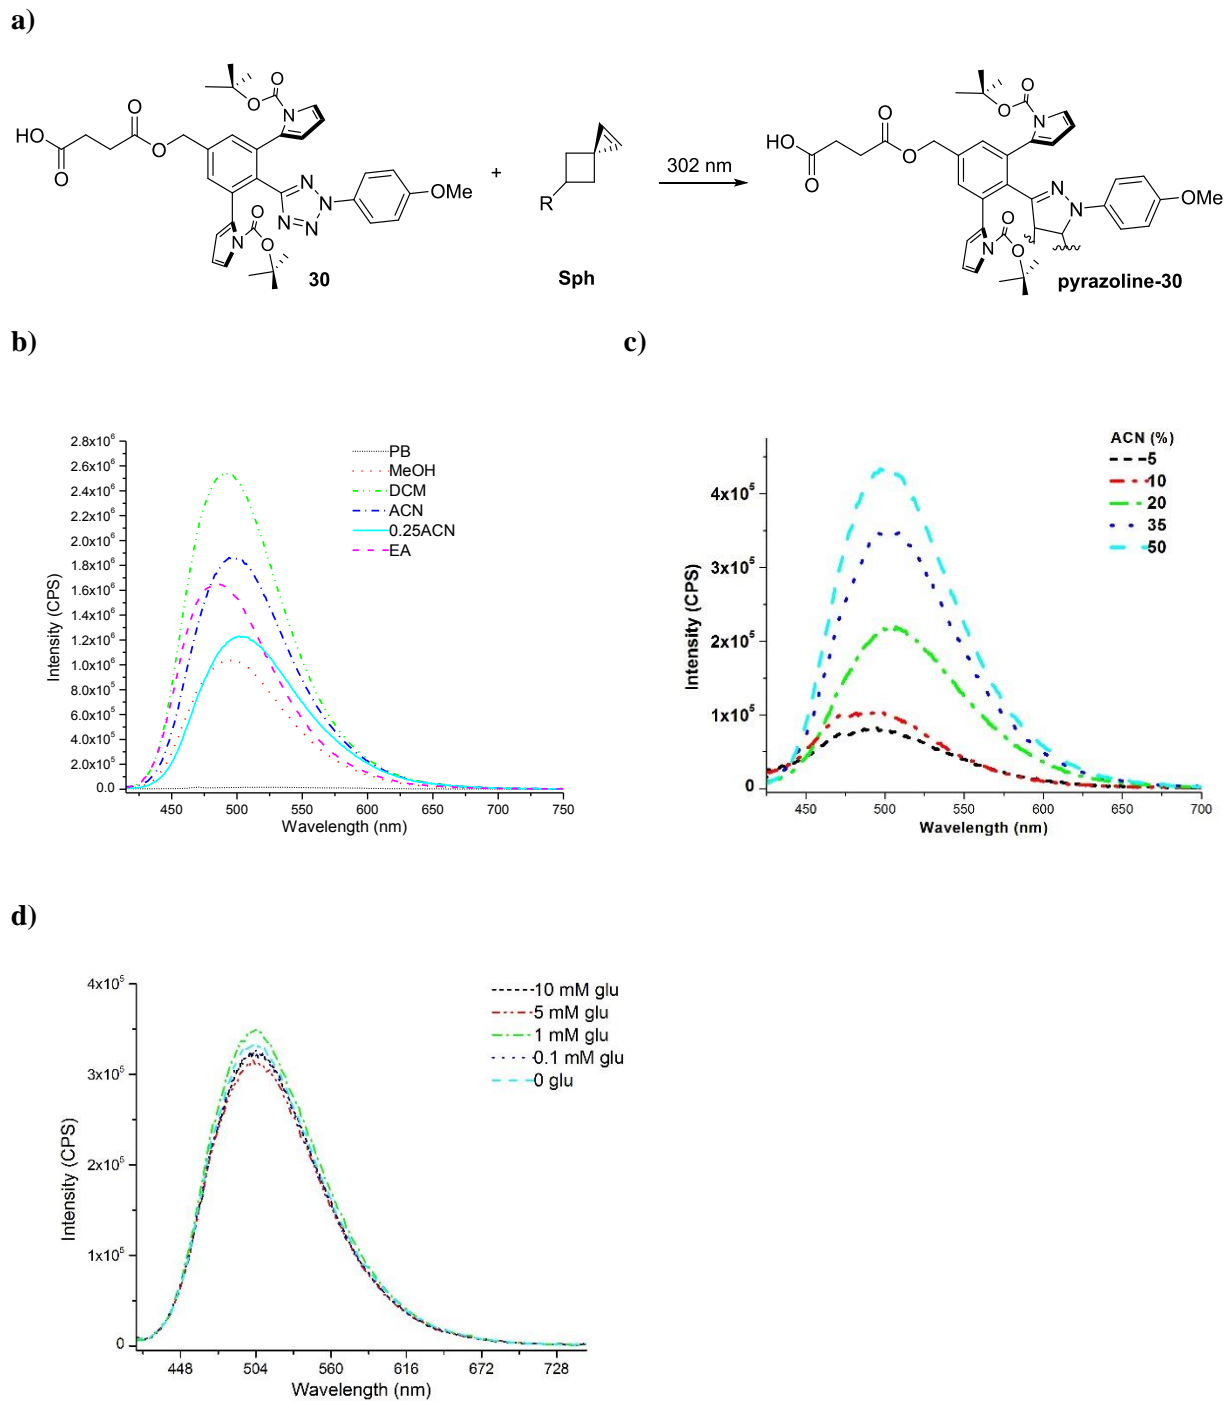 a)
HO
O
O
O
O
O
N
N
N
N
N
OMe
N
O
O
30
+
R
Sph
302 nm
HO
O
O
O
O
O
N
N
N
OMe
N
O
O
pyrazoline-30
b)
c)
2.8x10⁶
2.6x10⁶
2.4x10⁶
2.2x10⁶
2.0x10⁶
1.8x10⁶
1.6x10⁶
1.4x10⁶
1.2x10⁶
1.0x10⁶
8.0x10⁵
6.0x10⁵
4.0x10⁵
2.0x10⁵
0.0
Intensity (CPS)
PB
MeOH
DCM
ACN
0.25ACN
EA
450 500 550 600 650 700 750
Wavelength (nm)
ACN (%)
5
10
20
35
50
4x10⁵
3x10⁵
2x10⁵
1x10⁵
0
Intensity (CPS)
450 500 550 600 650 700
Wavelength (nm)
d)
4x10⁵
3x10⁵
2x10⁵
1x10⁵
0
Intensity (CPS)
10 mM glu
5 mM glu
1 mM glu
0.1 mM glu
0 glu
448 504 560 616 672 728
Wavelength (nm)